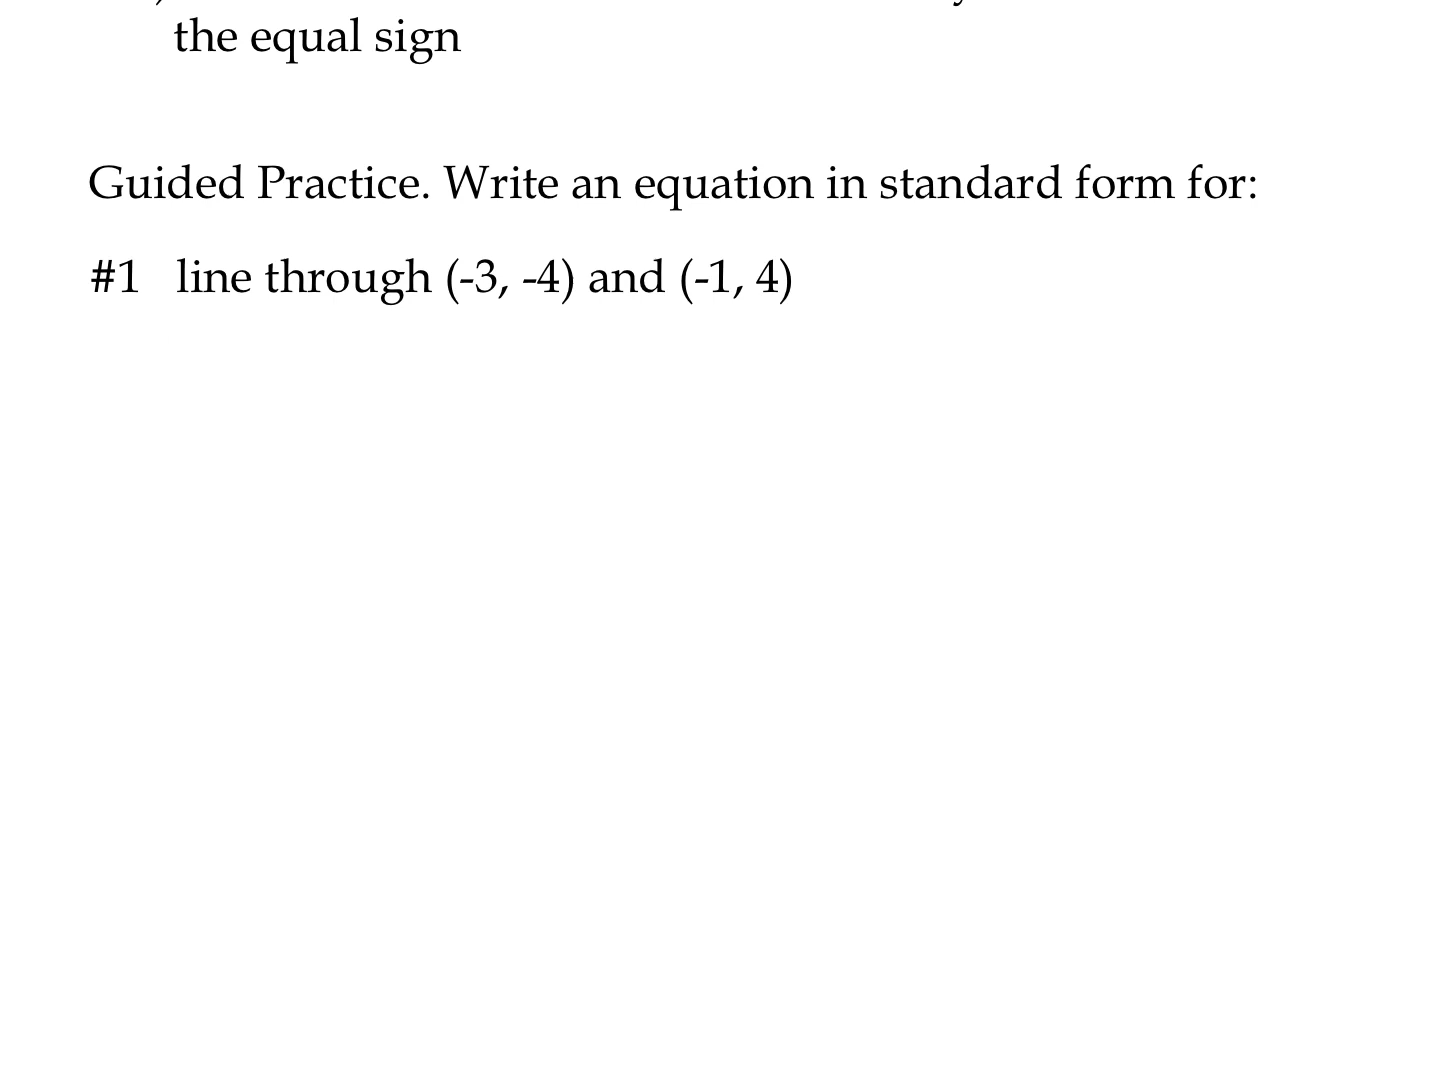 the equal sign
Guided Practice. Write an equation in standard form for:
#1 line through (-3, -4) and (-1, 4)